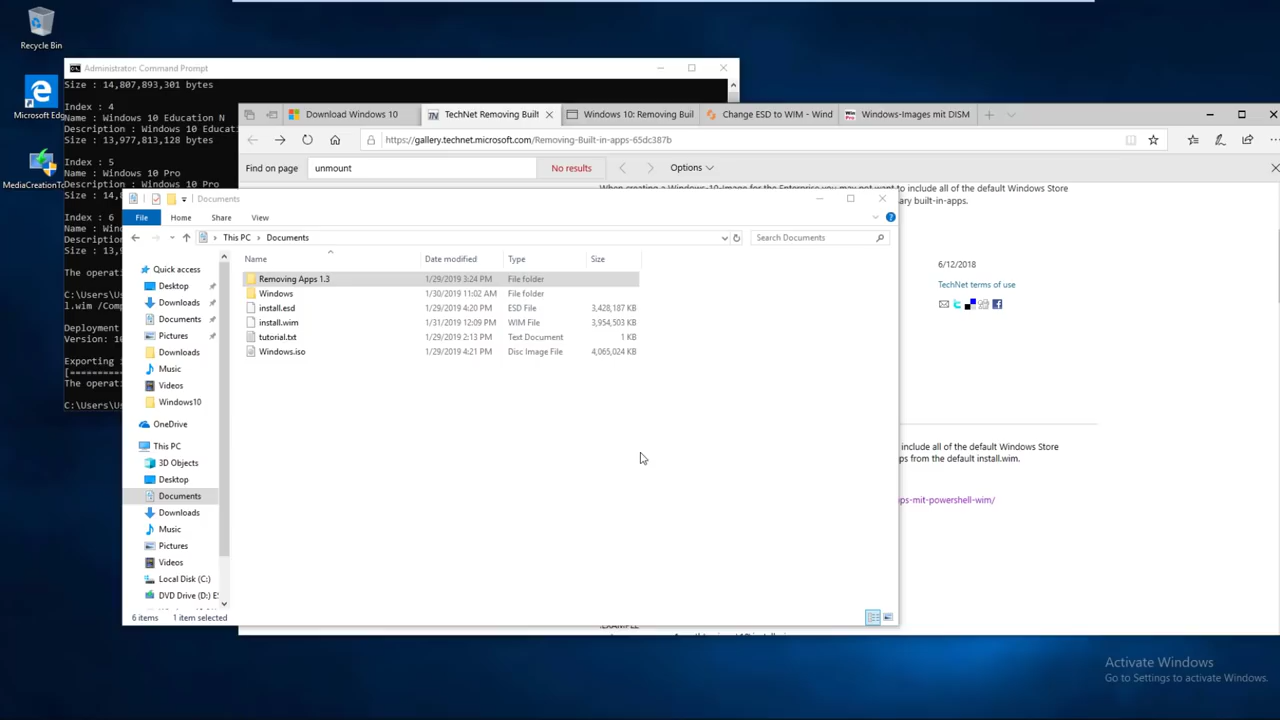 Recycle Bin
Microsoft Edg
MediaCreationTo
Administrator: Command Prompt
Size : 14,807,893,301 bytes
Index : 4
Name : Windows 10 Education N
Description : Windows 10 Educati
Size : 13,977,813,128 bytes
Index : 5
Name : Windows 10 Pro
Description : Windows 10 Pro
Size : 14,
Index : 6
Name : Wind
Description
Size : 13,
The operati
C:\Users\Us
l.wim /Comp
Deployment
Version: 10
Exporting i
[==========
The operati
C:\Users\Us
Download Windows 10
TechNet Removing Built
Windows 10: Removing Buil
Change ESD to WIM - Wind
Windows-Images mit DISM
https://gallery.technet.microsoft.com/Removing-Built-in-apps-65dc387b
Find on page
unmount
No results
Options
When creating a Windows-10-Image for the Enterprise you may not want to include all of the default Windows Store
ary built-in-apps.
6/12/2018
TechNet terms of use
include all of the default Windows Store
ps from the default install.wim.
aps-mit-powershell-wim/
.EXAMPLE
Documents
File Home Share View
This PC > Documents
Search Documents
Name Date modified Type Size
Removing Apps 1.3 1/29/2019 3:24 PM File folder
Windows 1/30/2019 11:02 AM File folder
install.esd 1/29/2019 4:20 PM ESD File 3,428,187 KB
install.wim 1/31/2019 12:09 PM WIM File 3,954,503 KB
tutorial.txt 1/29/2019 2:13 PM Text Document 1 KB
Windows.iso 1/29/2019 4:21 PM Disc Image File 4,065,024 KB
Quick access
Desktop
Downloads
Documents
Pictures
Downloads
Music
Videos
Windows10
OneDrive
This PC
3D Objects
Desktop
Documents
Downloads
Music
Pictures
Videos
Local Disk (C:)
DVD Drive (D:) ES
6 items 1 item selected
Activate Windows
Go to Settings to activate Windows.